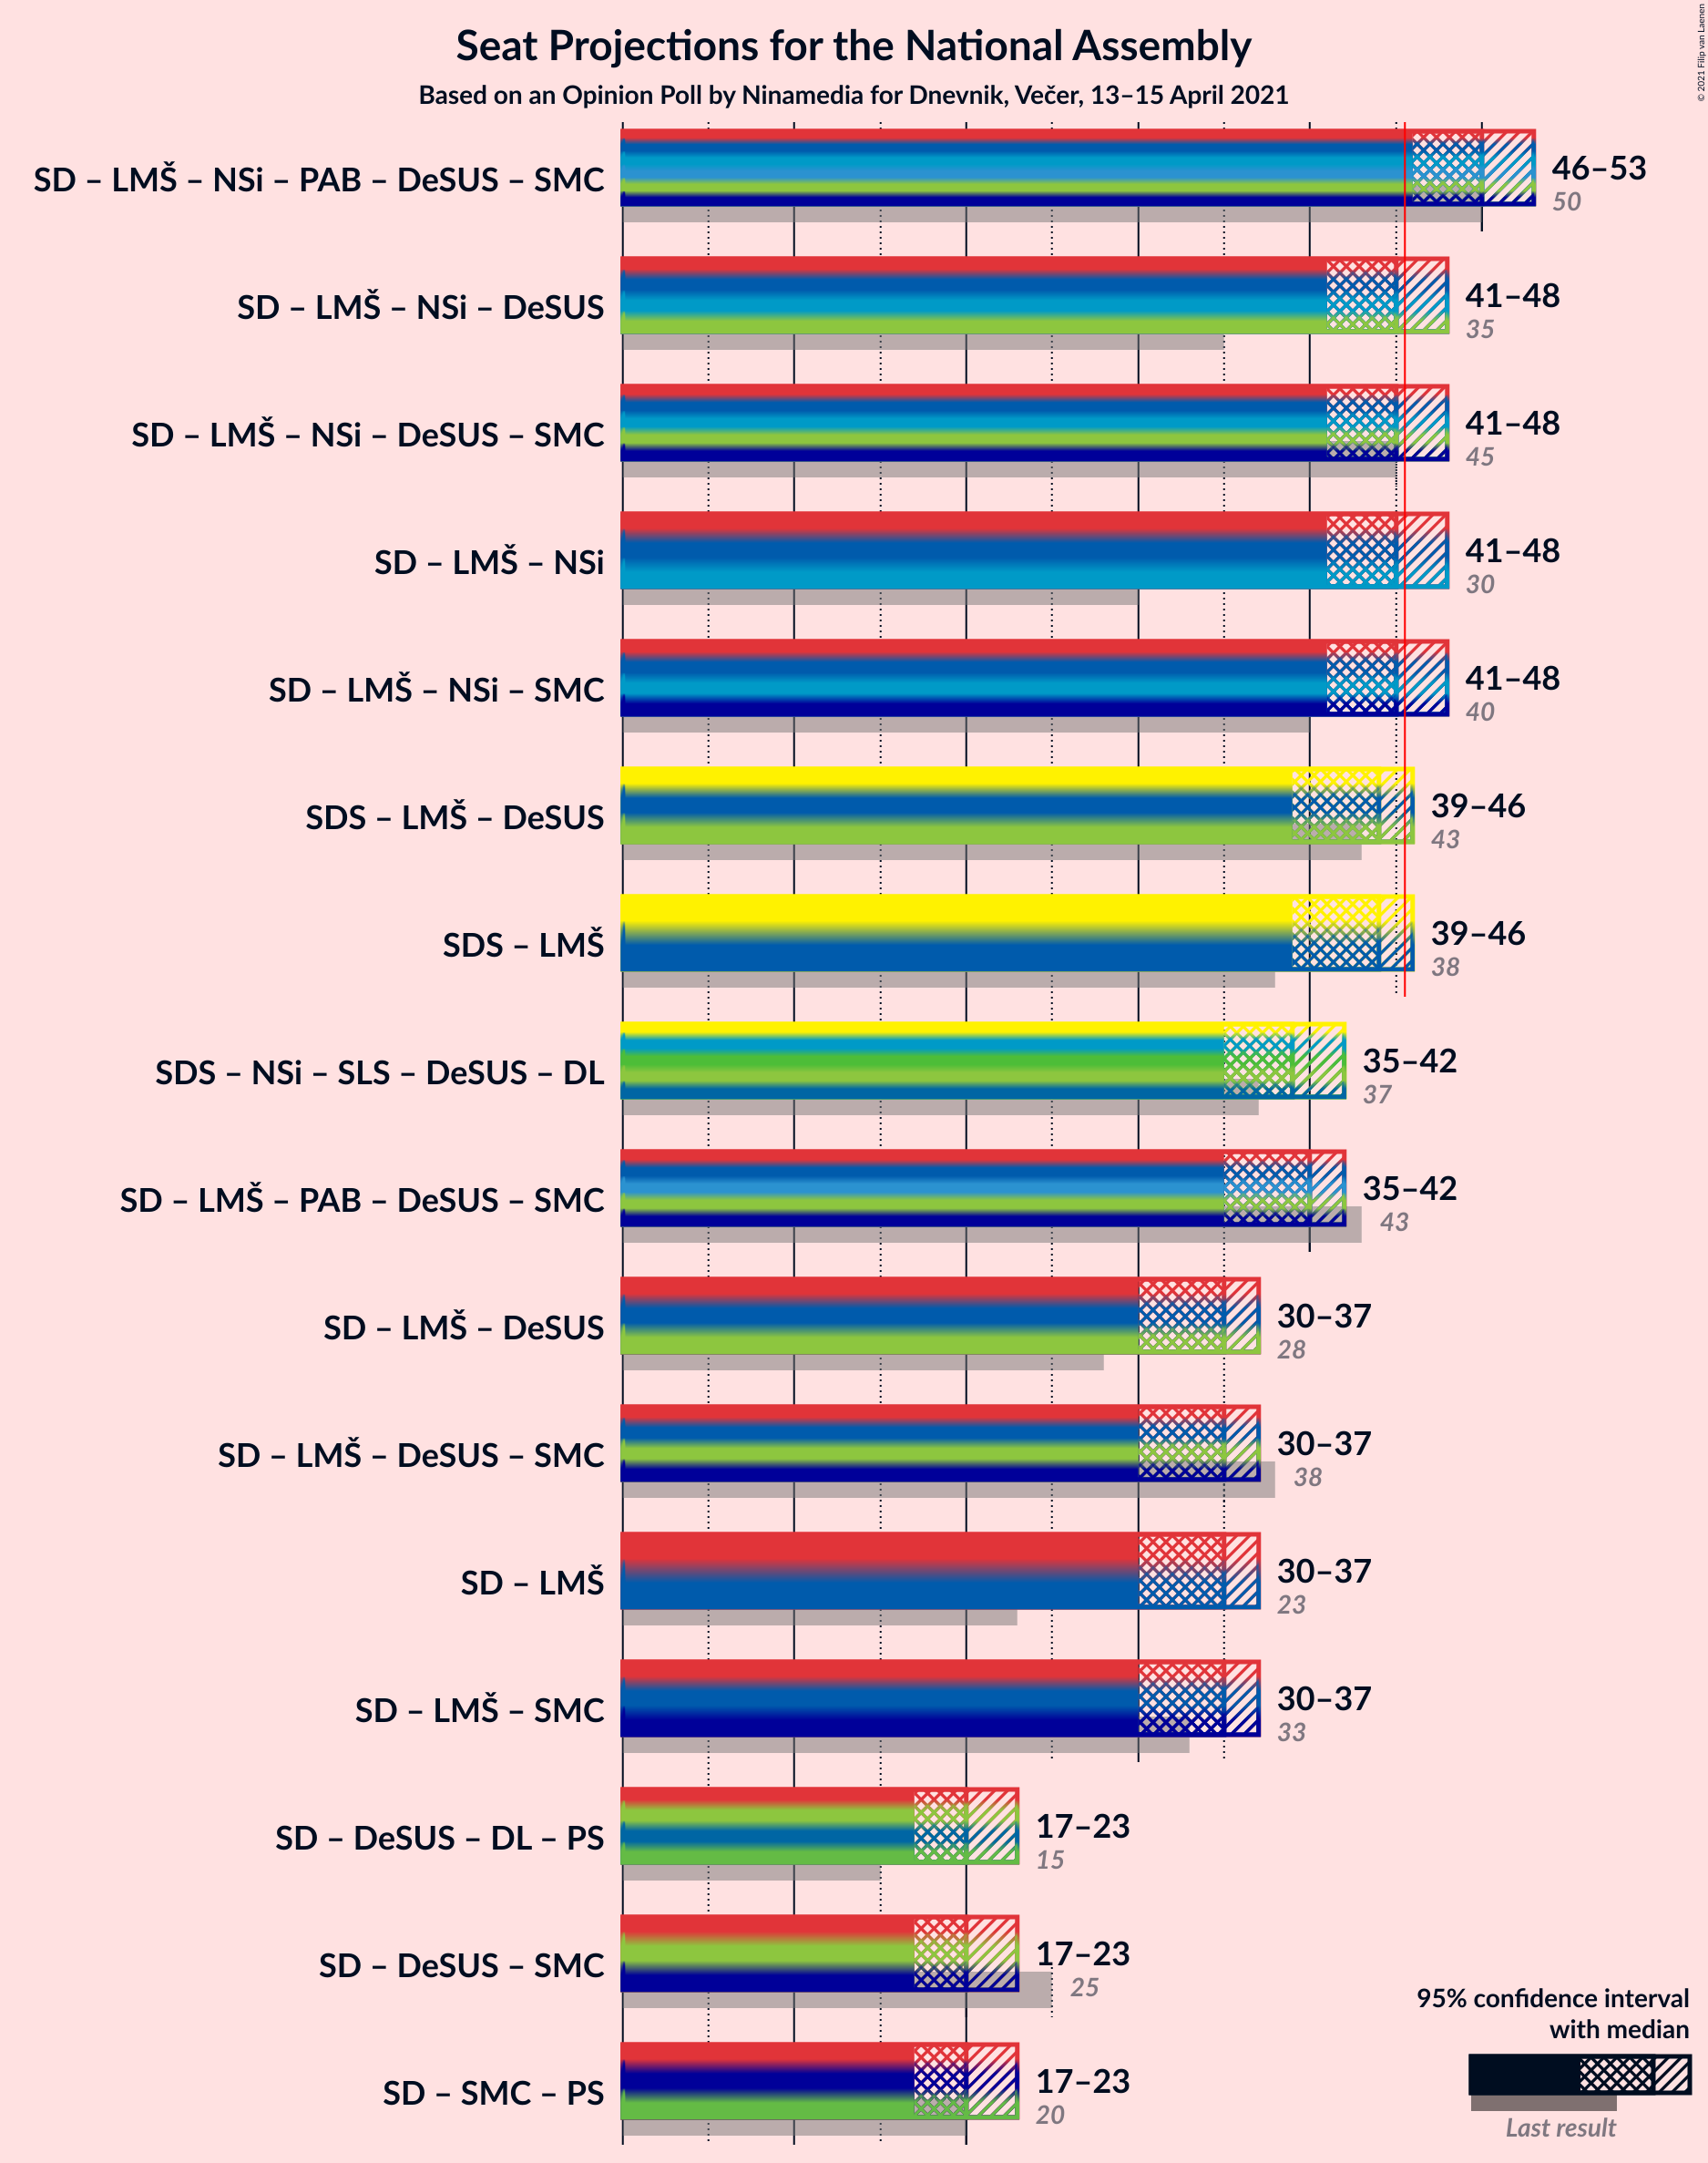 Seat Projections for the National Assembly
Based on an Opinion Poll by Ninamedia for Dnevnik, Večer, 13–15 April 2021
© 2021 Filip van Laenen
SD – LMŠ – NSi – PAB – DeSUS – SMC
46–53
50
SD – LMŠ – NSi – DeSUS
41–48
35
SD – LMŠ – NSi – DeSUS – SMC
41–48
45
SD – LMŠ – NSi
41–48
30
SD – LMŠ – NSi – SMC
41–48
40
SDS – LMŠ – DeSUS
39–46
43
SDS – LMŠ
39–46
38
SDS – NSi – SLS – DeSUS – DL
35–42
37
SD – LMŠ – PAB – DeSUS – SMC
35–42
43
SD – LMŠ – DeSUS
30–37
28
SD – LMŠ – DeSUS – SMC
30–37
38
SD – LMŠ
30–37
23
SD – LMŠ – SMC
30–37
33
SD – DeSUS – DL – PS
17–23
15
SD – DeSUS – SMC
17–23
25
SD – SMC – PS
17–23
20
95% confidence interval
with median
Last result